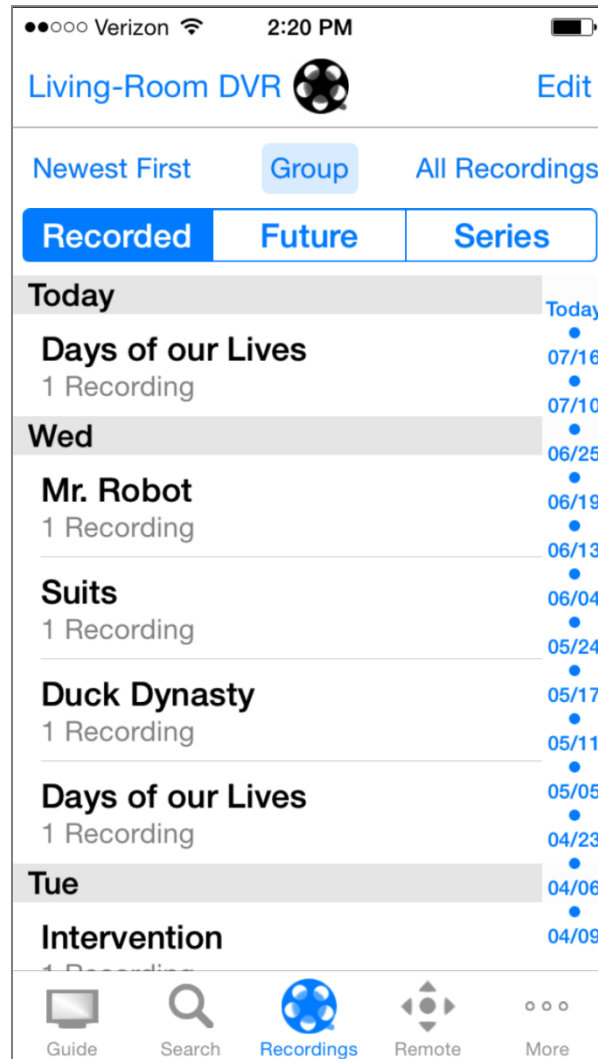 Verizon 2:20 PM
Living-Room DVR Edit
Newest First Group All Recordings
Recorded Future Series
Today
Days of our Lives
1 Recording
Wed
Mr. Robot
1 Recording
Suits
1 Recording
Duck Dynasty
1 Recording
Days of our Lives
1 Recording
Tue
Intervention
1 Recording
Today
07/16
07/10
06/25
06/19
06/13
06/04
05/24
05/17
05/11
05/05
04/23
04/06
04/09
Guide Search Recordings Remote More